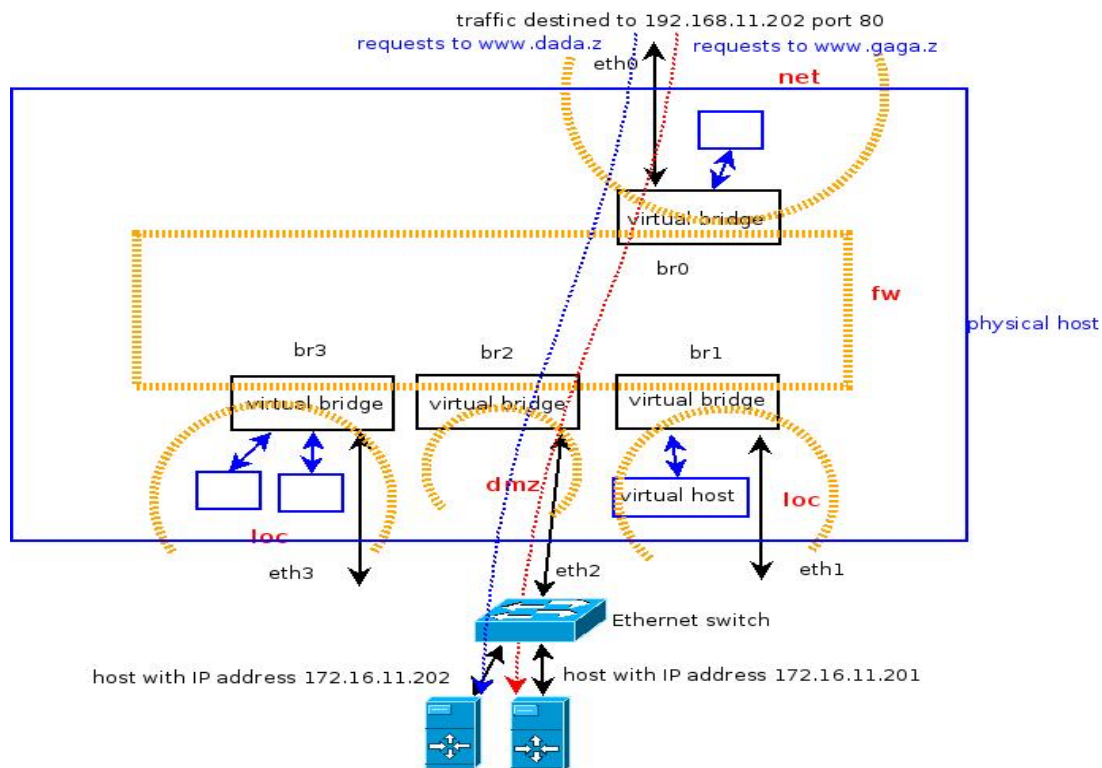 traffic destined to 192.168.11.202 port 80
requests to www.dada.z
requests to www.gaga.z
eth0
net
virtual bridge
br0
fw
physical host
br3
br2
br1
virtual bridge
virtual bridge
virtual bridge
dmz
virtual host
loc
loc
eth3
eth2
eth1
Ethernet switch
host with IP address 172.16.11.202
host with IP address 172.16.11.201